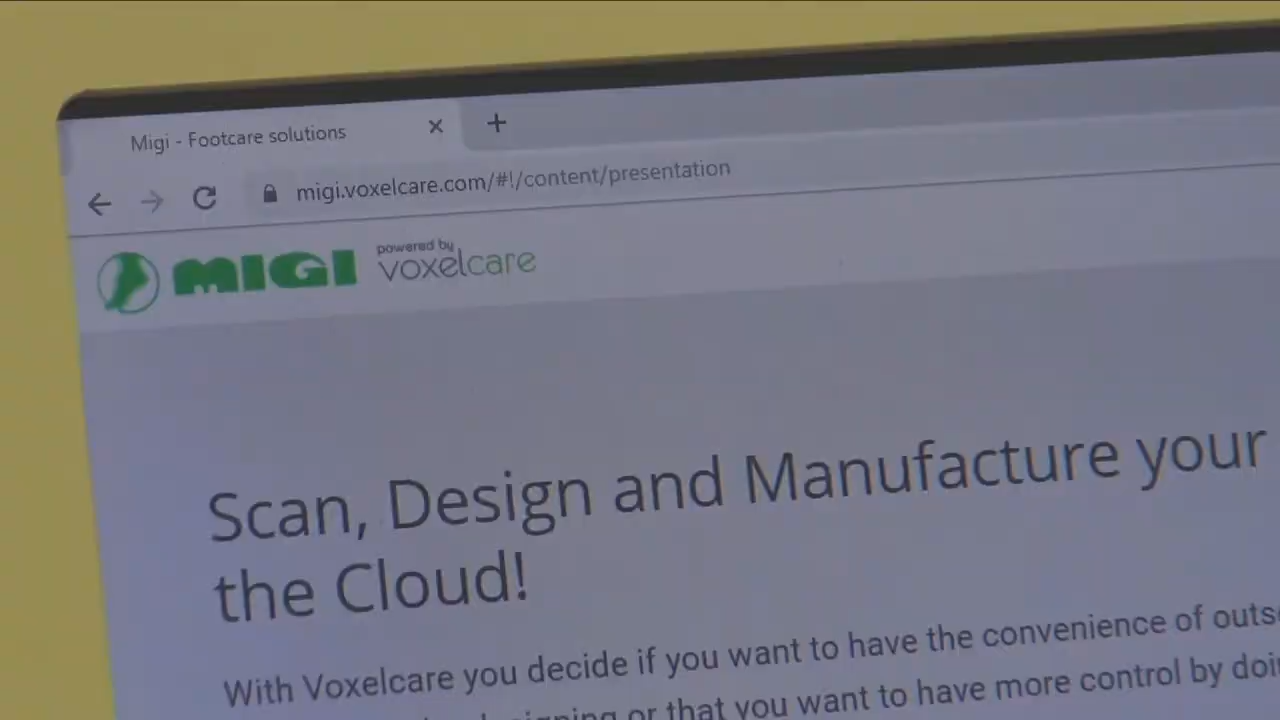 Migi - Footcare solutions
migi.voxelcare.com/#!/content/presentation
MIGI powered by voxelcare
Scan, Design and Manufacture your
the Cloud!
With Voxelcare you decide if you want to have the convenience of
or that you want to have more control by